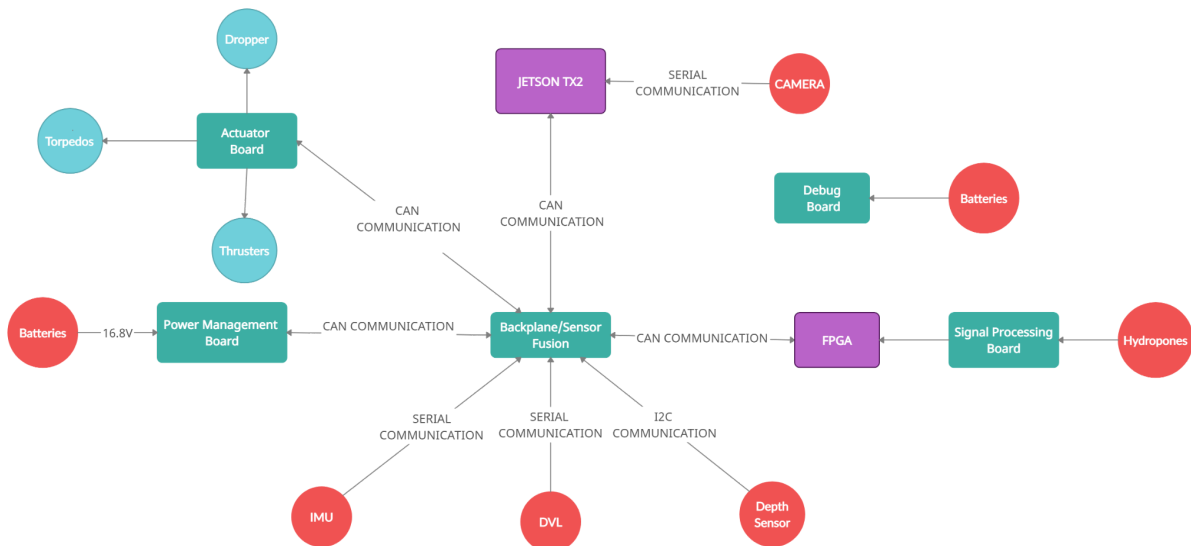 Dropper
JETSON TX2
SERIAL
COMMUNICATION
CAMERA
Torpedos
Actuator
Board
Debug
Board
Batteries
CAN
COMMUNICATION
CAN
COMMUNICATION
Thrusters
Batteries
16.8V
Power Management
Board
CAN COMMUNICATION
Backplane/Sensor
Fusion
CAN COMMUNICATION
FPGA
Signal Processing
Board
Hydropones
SERIAL
COMMUNICATION
SERIAL
COMMUNICATION
I2C
COMMUNICATION
IMU
DVL
Depth
Sensor